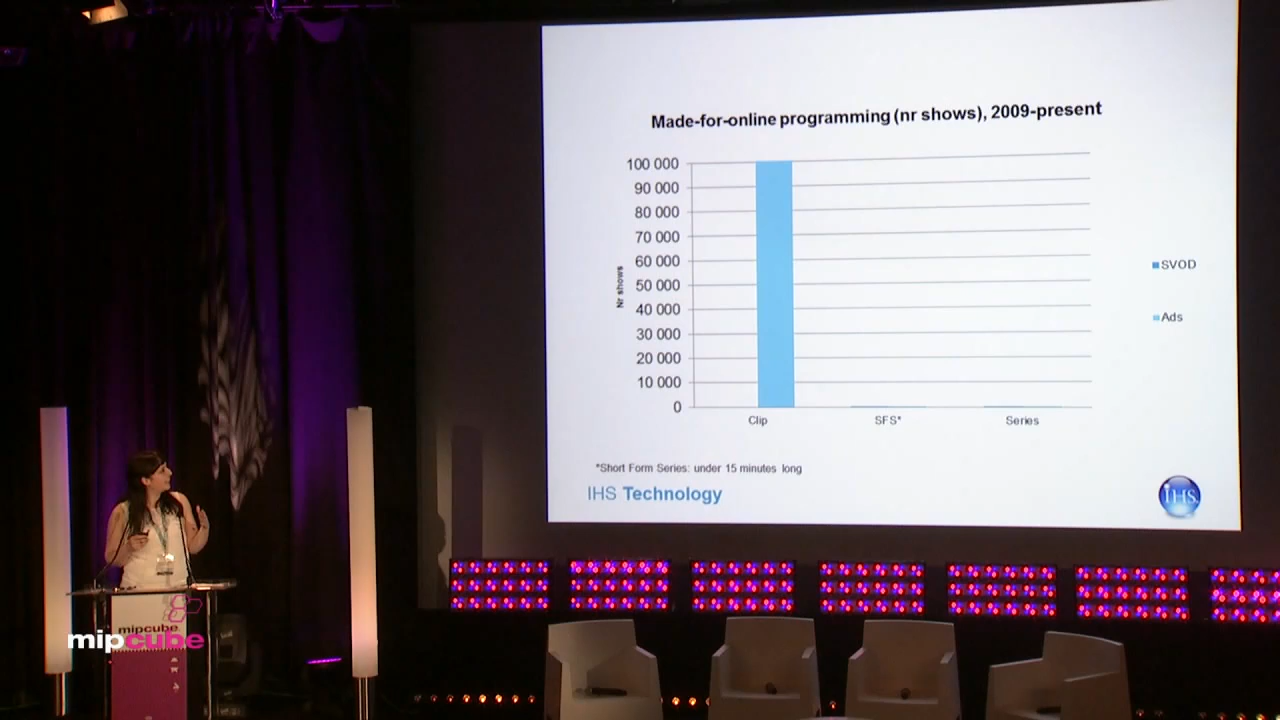 Made-for-online programming (nr shows), 2009-present
100 000
90 000
80 000
70 000
60 000
50 000
40 000
30 000
20 000
10 000
0
Nr shows
Clip
SFS*
Series
SVOD
Ads
*Short Form Series: under 15 minutes long
IHS Technology
IHS
mipcube
mipcube